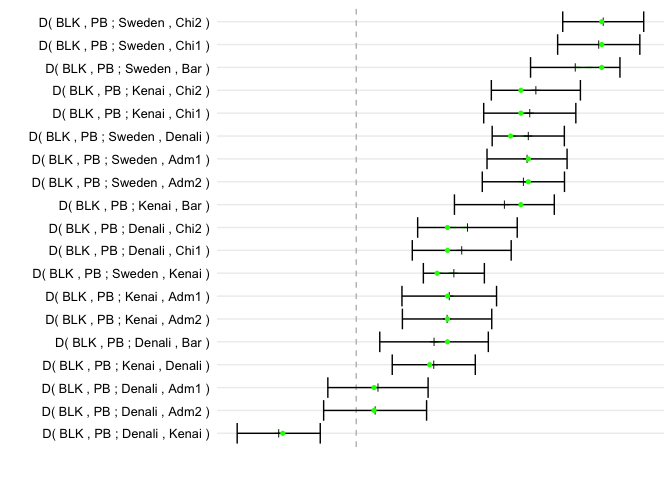 D( BLK , PB ; Sweden , Chi2 )
D( BLK , PB ; Sweden , Chi1 )
D( BLK , PB ; Sweden , Bar )
D( BLK , PB ; Kenai , Chi2 )
D( BLK , PB ; Kenai , Chi1 )
D( BLK , PB ; Sweden , Denali )
D( BLK , PB ; Sweden , Adm1 )
D( BLK , PB ; Sweden , Adm2 )
D( BLK , PB ; Kenai , Bar )
D( BLK , PB ; Denali , Chi2 )
D( BLK , PB ; Denali , Chi1 )
D( BLK , PB ; Sweden , Kenai )
D( BLK , PB ; Kenai , Adm1 )
D( BLK , PB ; Kenai , Adm2 )
D( BLK , PB ; Denali , Bar )
D( BLK , PB ; Kenai , Denali )
D( BLK , PB ; Denali , Adm1 )
D( BLK , PB ; Denali , Adm2 )
D( BLK , PB ; Denali , Kenai )